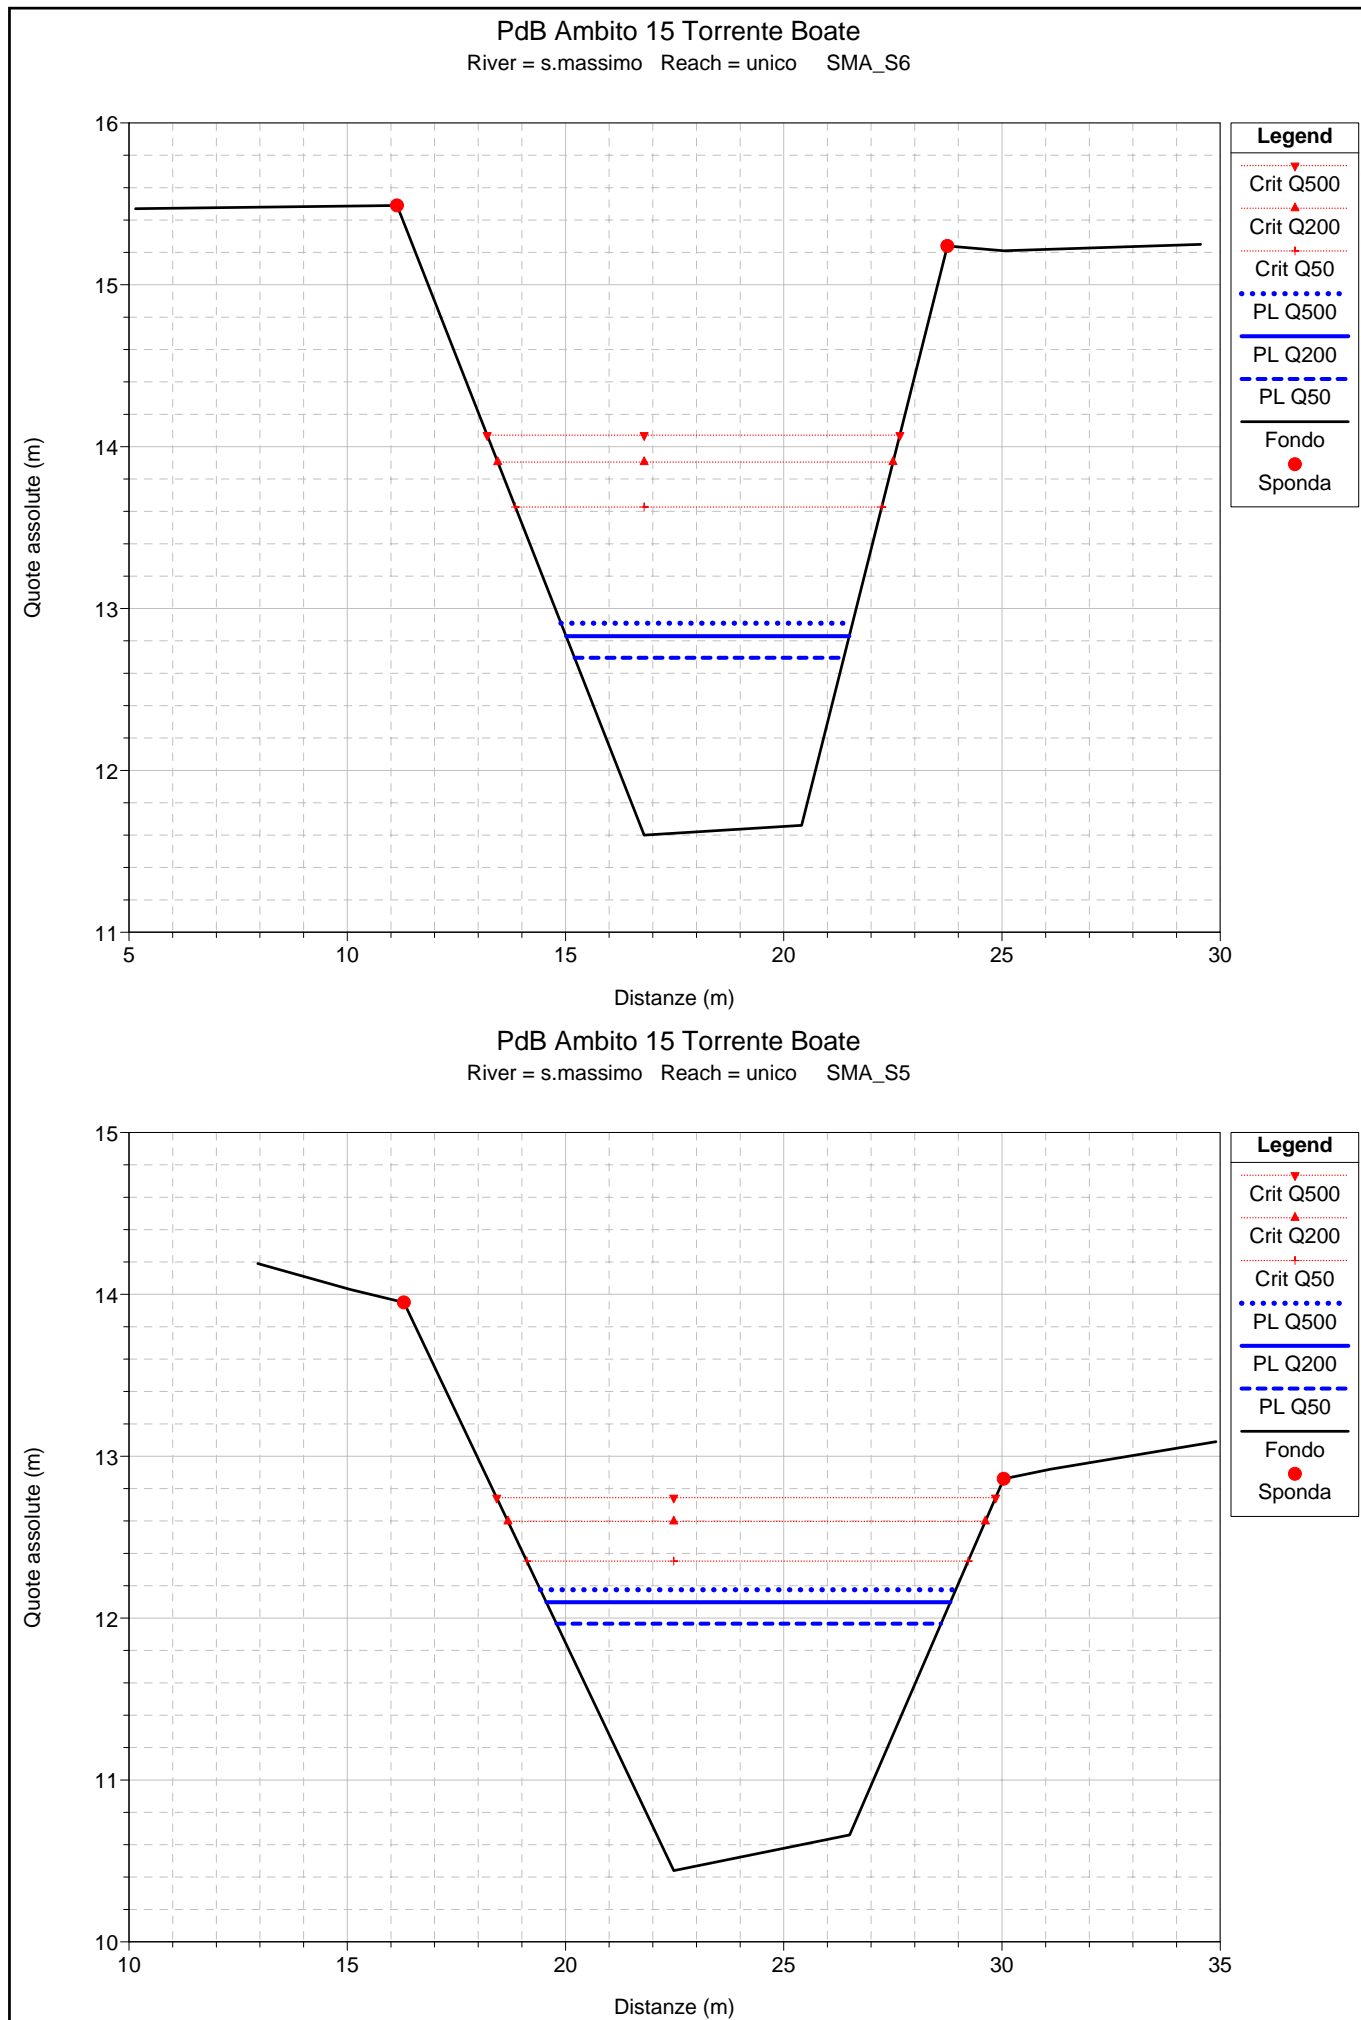 PdB Ambito 15 Torrente Boate
River = s.massimo   Reach = unico     SMA_S6
16
15
14
13
12
11
5 10 15 20 25 30
Quote assolute (m)
Distanze (m)
Legend
Crit Q500
Crit Q200
Crit Q50
PL Q500
PL Q200
PL Q50
Fondo
Sponda
PdB Ambito 15 Torrente Boate
River = s.massimo   Reach = unico     SMA_S5
15
14
13
12
11
10
10 15 20 25 30 35
Quote assolute (m)
Distanze (m)
Legend
Crit Q500
Crit Q200
Crit Q50
PL Q500
PL Q200
PL Q50
Fondo
Sponda